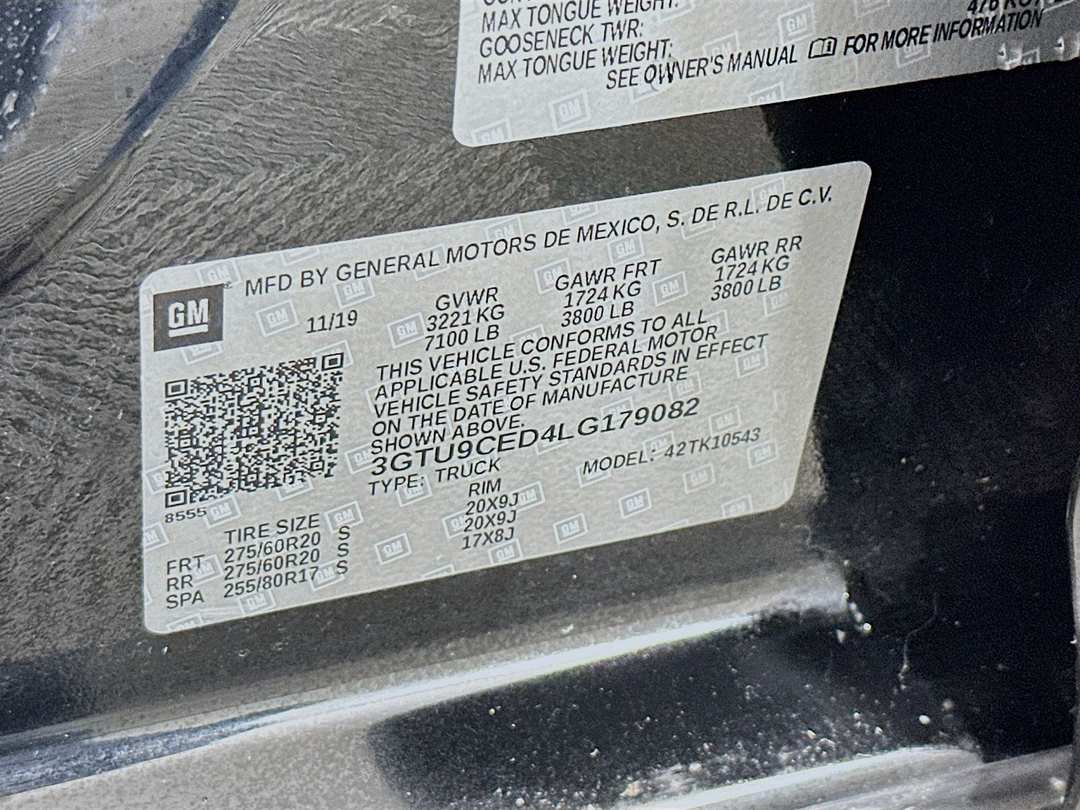 MAX TONGUE WEIGHT:
GOOSENECK TWR:
MAX TONGUE WEIGHT:
SEE OWNER'S MANUAL FOR MORE INFORMATION
MFD BY GENERAL MOTORS DE MEXICO, S. DE R.L. DE C.V.
GM
11/19
GVWR GAWR FRT GAWR RR
3221 KG 1724 KG 1724 KG
7100 LB 3800 LB 3800 LB
THIS VEHICLE CONFORMS TO ALL
APPLICABLE U.S. FEDERAL MOTOR
VEHICLE SAFETY STANDARDS IN EFFECT
ON THE DATE OF MANUFACTURE
SHOWN ABOVE.
3GTU9CED4LG179082
TYPE: TRUCK MODEL: 42TK10543
8555
TIRE SIZE RIM
FRT 275/60R20 S 20X9J
RR 275/60R20 S 20X9J
SPA 255/80R17 S 17X8J